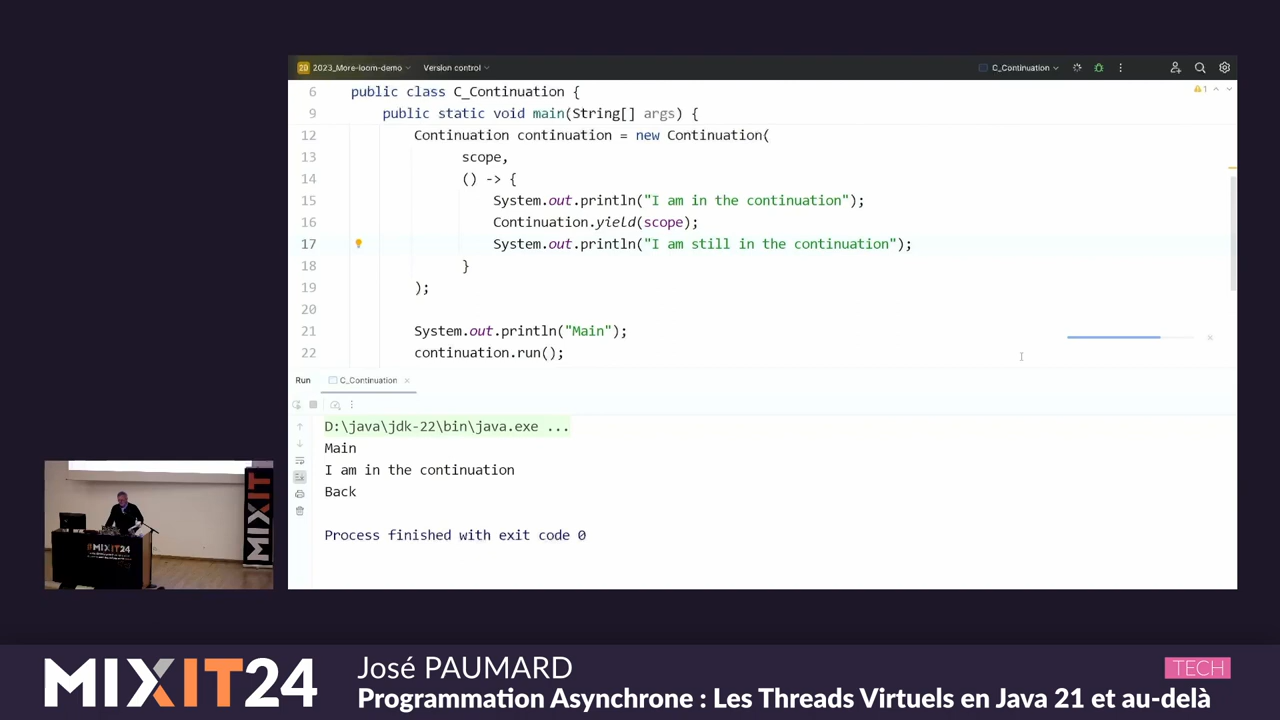 2023_More-loom-demo
Version control
C_Continuation
6 public class C_Continuation {
9 public static void main(String[] args) {
12 Continuation continuation = new Continuation(
13 scope,
14 () -> {
15 System.out.println("I am in the continuation");
16 Continuation.yield(scope);
17 System.out.println("I am still in the continuation");
18 }
19 );
20
21 System.out.println("Main");
22 continuation.run();
1
Run
C_Continuation
D:\java\jdk-22\bin\java.exe ...
Main
I am in the continuation
Back
Process finished with exit code 0
MIXIT
#MIXIT24
MIXIT24
José PAUMARD
TECH
Programmation Asynchrone : Les Threads Virtuels en Java 21 et au-delà